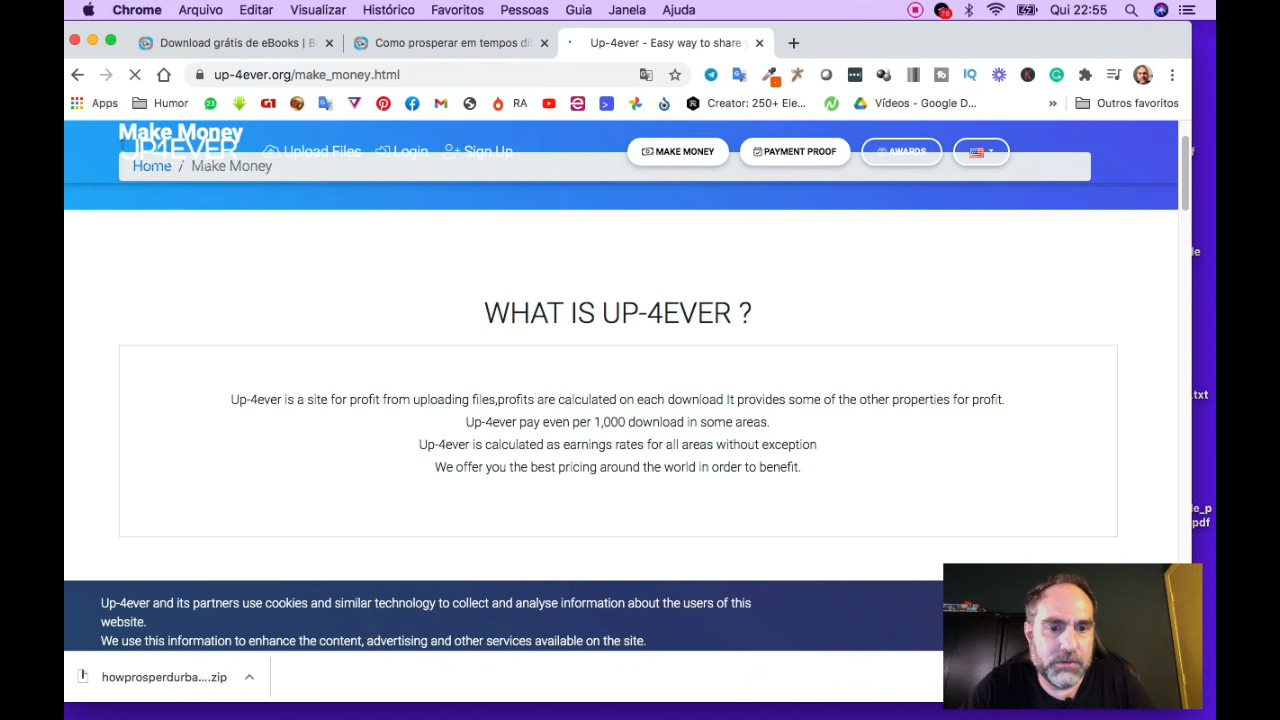 Chrome Arquivo Editar Visualizar Histórico Favoritos Pessoas Guia Janela Ajuda 78 Qui 22:55
Download grátis de eBooks | B
Como prosperar em tempos di
Up-4ever - Easy way to share
up-4ever.org/make_money.html
Apps Humor 23 G1 RA Creator: 250+ Ele... Vídeos - Google D... » Outros favoritos
Make Money
UP4EVER Upload Files Login Sign Up MAKE MONEY PAYMENT PROOF AWARDS
Home / Make Money
WHAT IS UP-4EVER ?
Up-4ever is a site for profit from uploading files,profits are calculated on each download It provides some of the other properties for profit.
Up-4ever pay even per 1,000 download in some areas.
Up-4ever is calculated as earnings rates for all areas without exception
We offer you the best pricing around the world in order to benefit.
Up-4ever and its partners use cookies and similar technology to collect and analyse information about the users of this
website.
We use this information to enhance the content, advertising and other services available on the site.
howprosperdurba....zip
.txt
le_p
.pdf